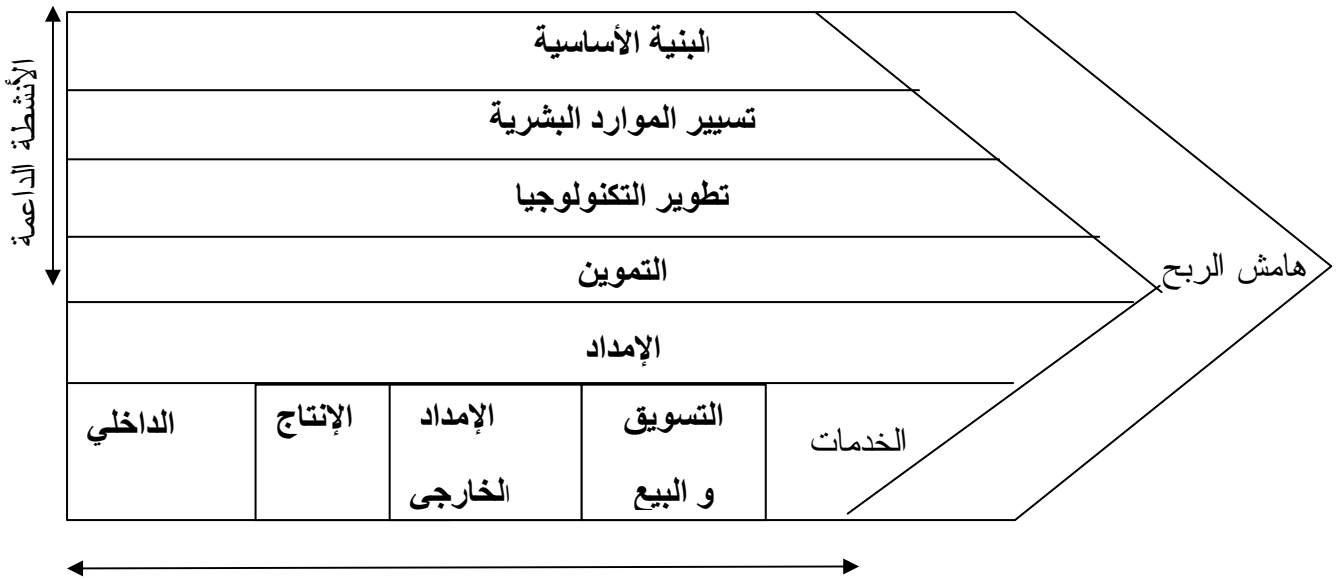 البنية الأساسية
تسيير الموارد البشرية
تطوير التكنولوجيا
التموين
الإمداد
الأنشطة الداعمة
هامش الربح
الداخلي
الإنتاج
الإمداد
الخارجي
التسويق
و البيع
الخدمات